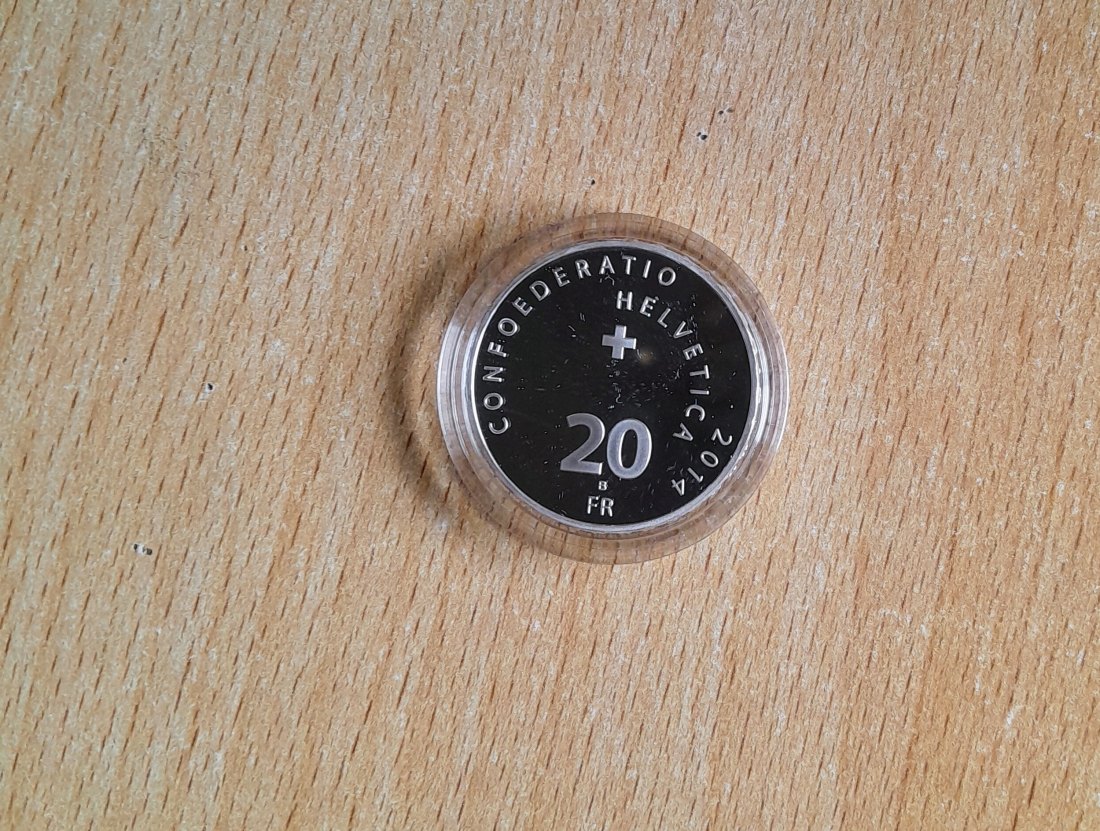 CONFOEDERATIO
HELVETICA
2014
20
B
FR